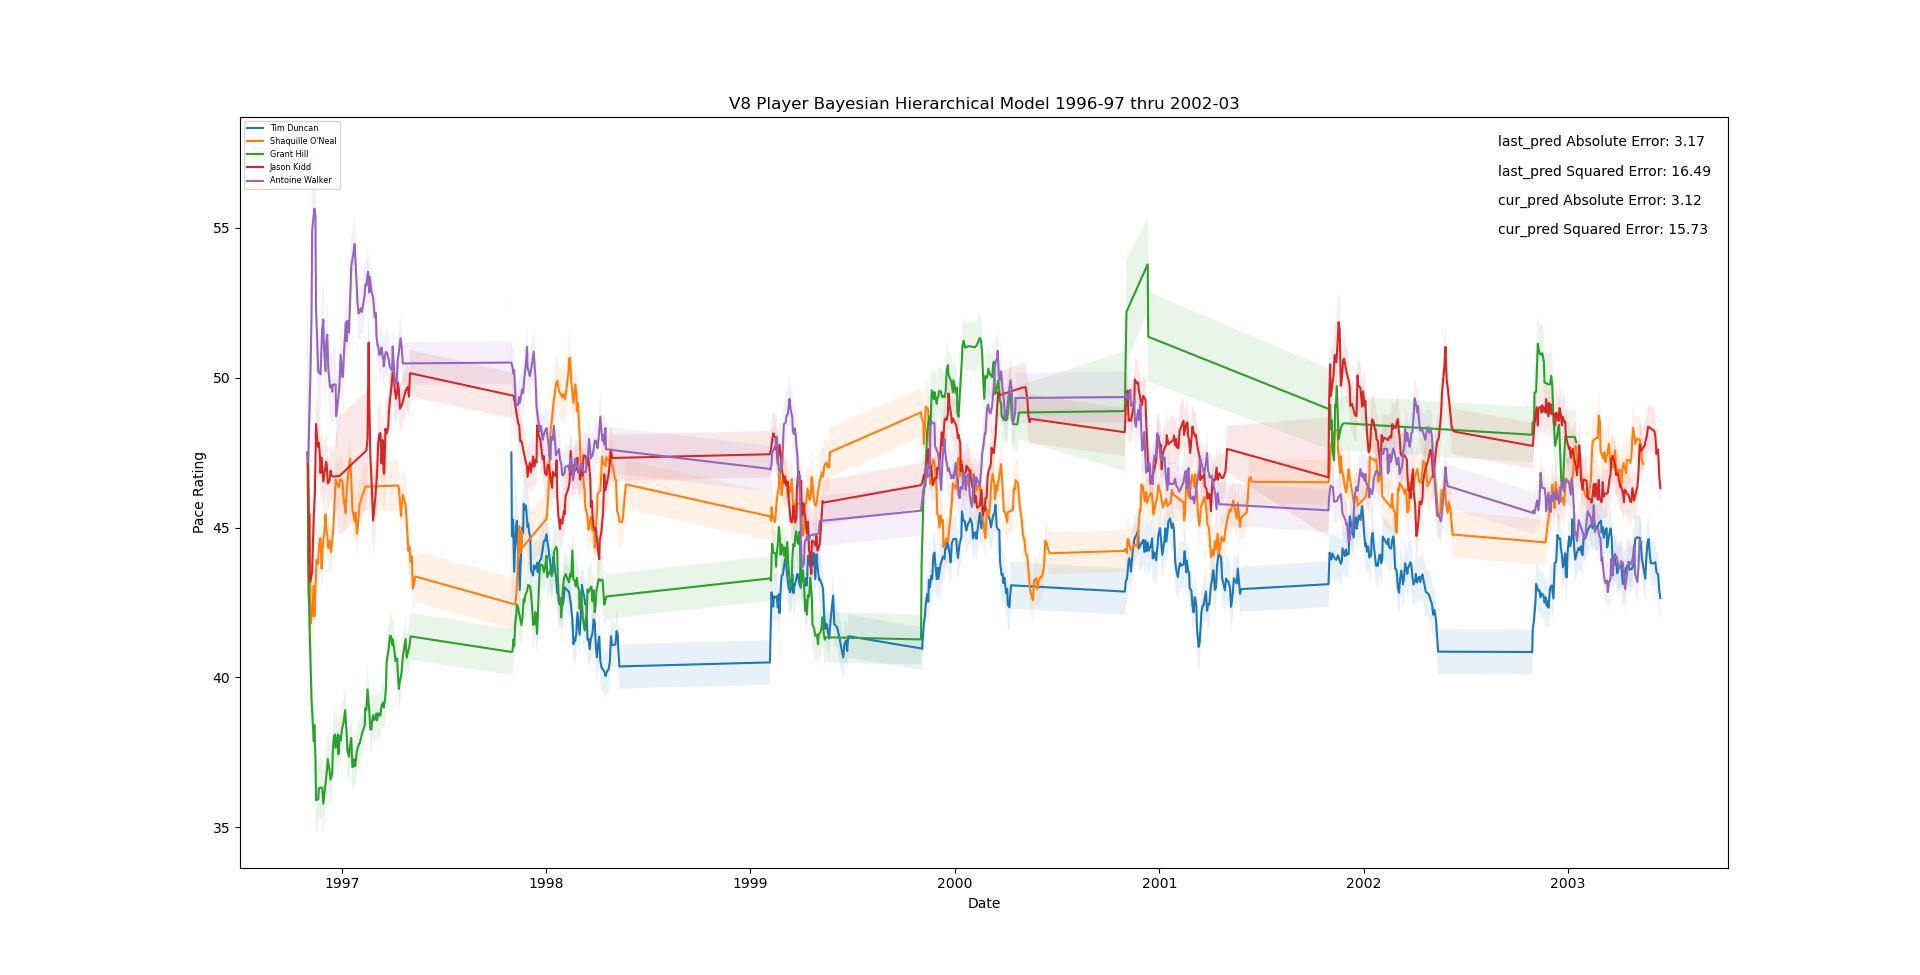 V8 Player Bayesian Hierarchical Model 1996-97 thru 2002-03
Tim Duncan
Shaquille O'Neal
Grant Hill
Jason Kidd
Antoine Walker
last_pred Absolute Error: 3.17
last_pred Squared Error: 16.49
cur_pred Absolute Error: 3.12
cur_pred Squared Error: 15.73
Pace Rating
55
50
45
40
35
1997 1998 1999 2000 2001 2002 2003
Date